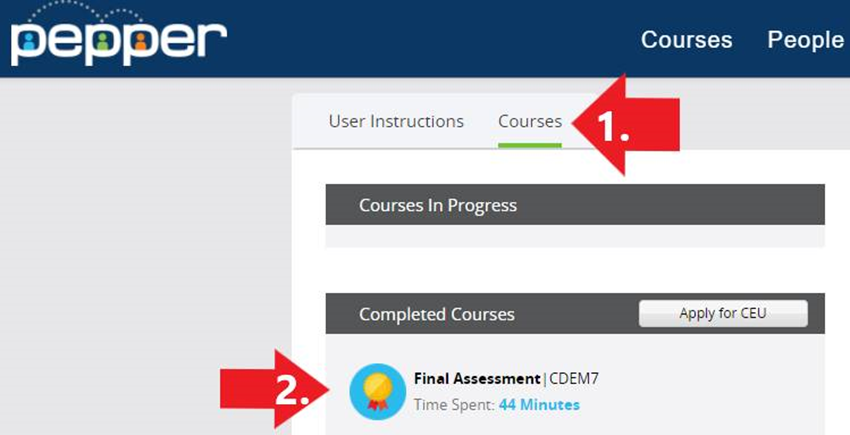 pepper
Courses People
User Instructions Courses
1.
Courses In Progress
Completed Courses Apply for CEU
2.
Final Assessment|CDEM7
Time Spent: 44 Minutes